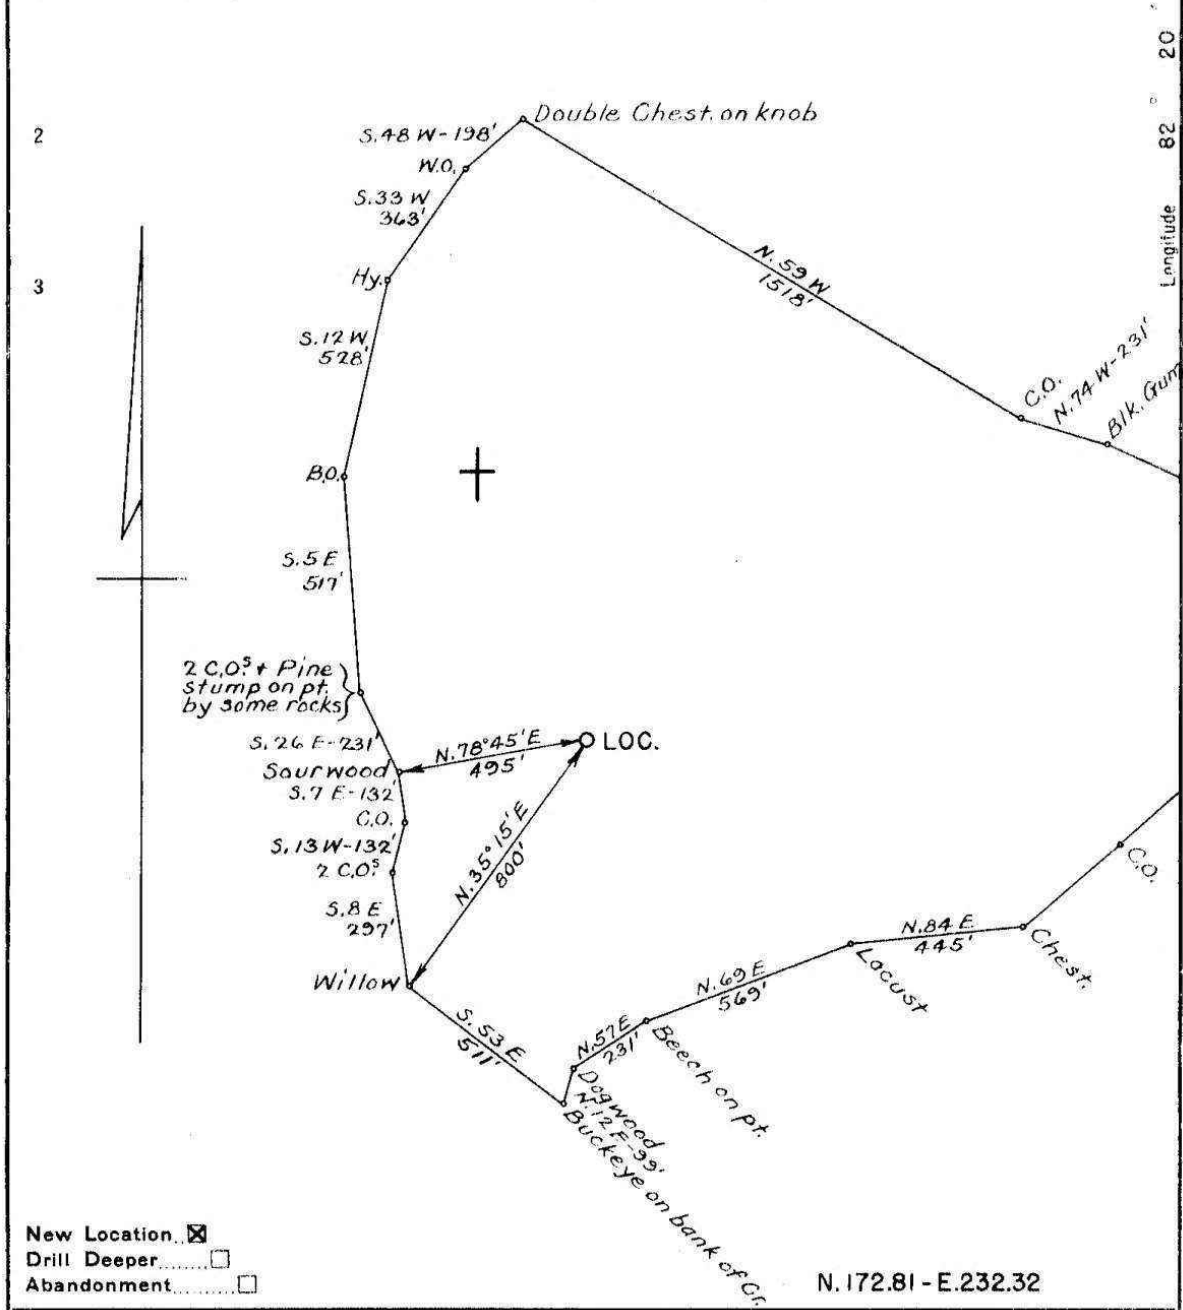 82° 20
Longitude
2
3
Double Chest. on knob
S.48 W-198'
W.O.
S.33 W
363'
Hy.
N. 59 W
1518'
S.12 W
528'
C.O.
N.74 W-231'
Blk. Gum
B.O.
S.5 E
517'
2 C.O.s + Pine
stump on pt.
by some rocks
S.26 E-231'
N.78°45'E
495'
LOC.
Sourwood
S.7 E-132'
C.O.
S.13 W-132'
2 C.O.s
N.35°15'E
800'
S.8 E
297'
Willow
S. 53 E
511'
C.O.
N.84 E
445'
Chest.
Locust
N.69 E
569'
Beech on pt.
N.57E
231'
Dogwood
N.12 E-99'
Buckeye on bank of Cr.
New Location ☒
Drill Deeper ☐
Abandonment ☐
N.172.81-E.232.32